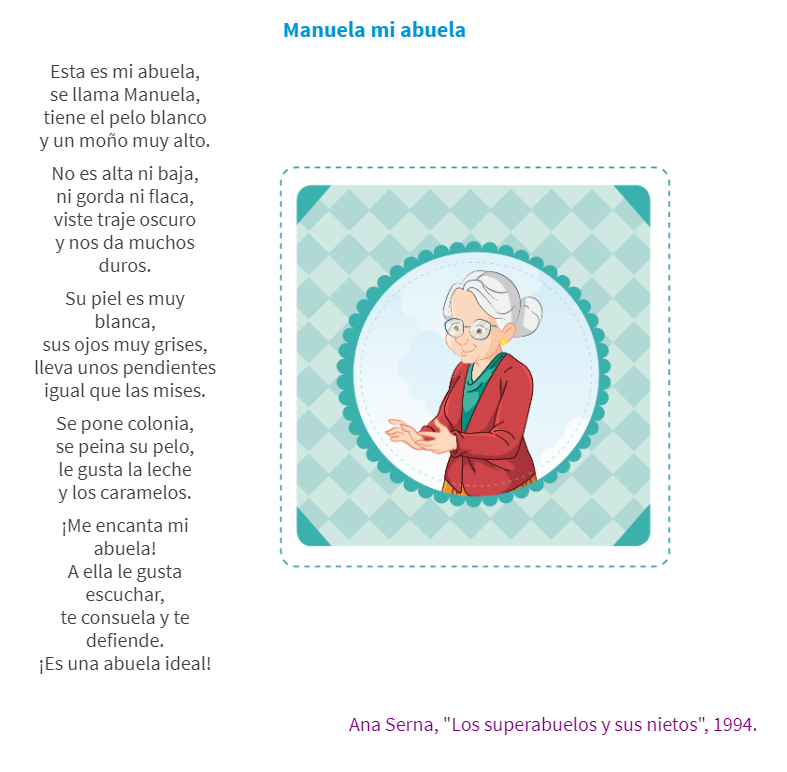 Manuela mi abuela
Esta es mi abuela,
se llama Manuela,
tiene el pelo blanco
y un moño muy alto.
No es alta ni baja,
ni gorda ni flaca,
viste traje oscuro
y nos da muchos
duros.
Su piel es muy
blanca,
sus ojos muy grises,
lleva unos pendientes
igual que las mises.
Se pone colonia,
se peina su pelo,
le gusta la leche
y los caramelos.
¡Me encanta mi
abuela!
A ella le gusta
escuchar,
te consuela y te
defiende.
¡Es una abuela ideal!
Ana Serna, "Los superabuelos y sus nietos", 1994.